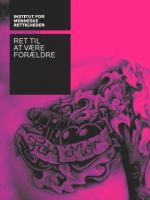 INSTITUT FOR
MENNESKE
RETTIGHEDER
RET TIL
AT VÆRE
FORÆLDRE